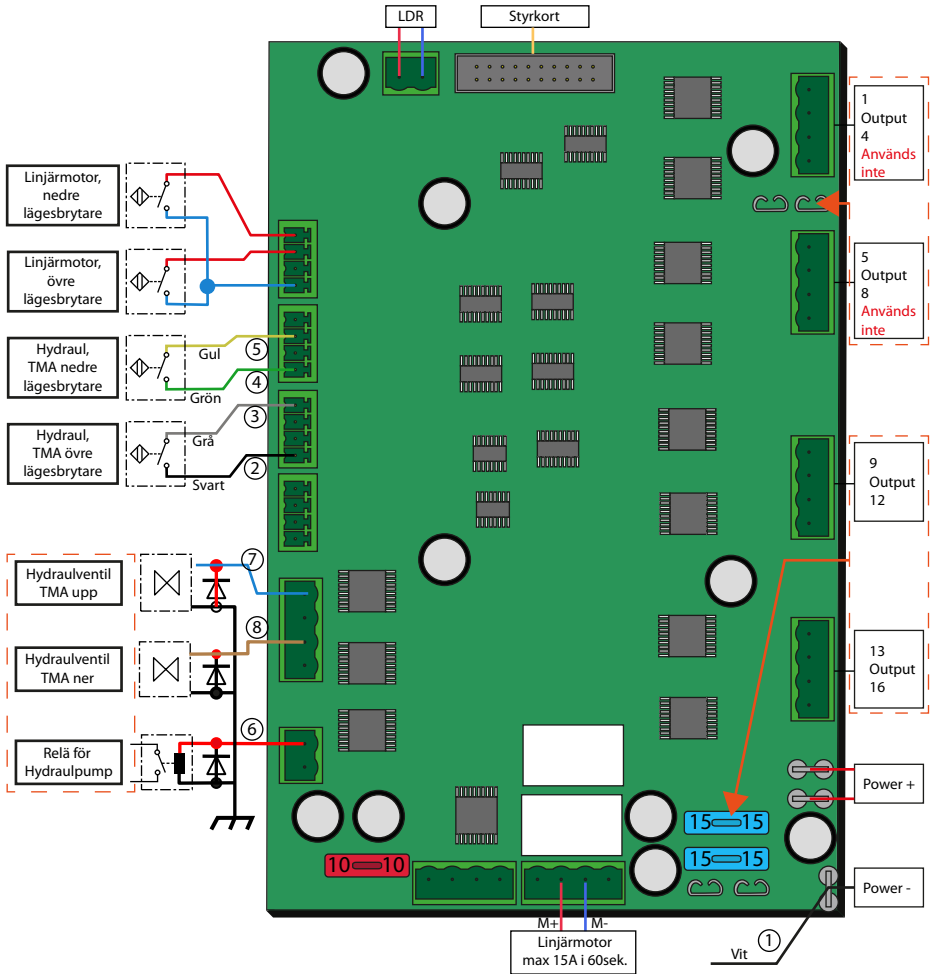 LDR
Styrkort
1
Output
4
Används
inte
5
Output
8
Används
inte
Linjärmotor,
nedre
lägesbrytare
Linjärmotor,
övre
lägesbrytare
Hydraul,
TMA nedre
lägesbrytare
Gul
5
4
Grön
3
Grå
Hydraul,
TMA övre
lägesbrytare
2
Svart
9
Output
12
7
Hydraulventil
TMA upp
8
Hydraulventil
TMA ner
13
Output
16
6
Relä för
Hydraulpump
Power +
15 15
15 15
10 10
Power -
M+ M-
Linjärmotor
max 15A i 60sek.
Vit
1